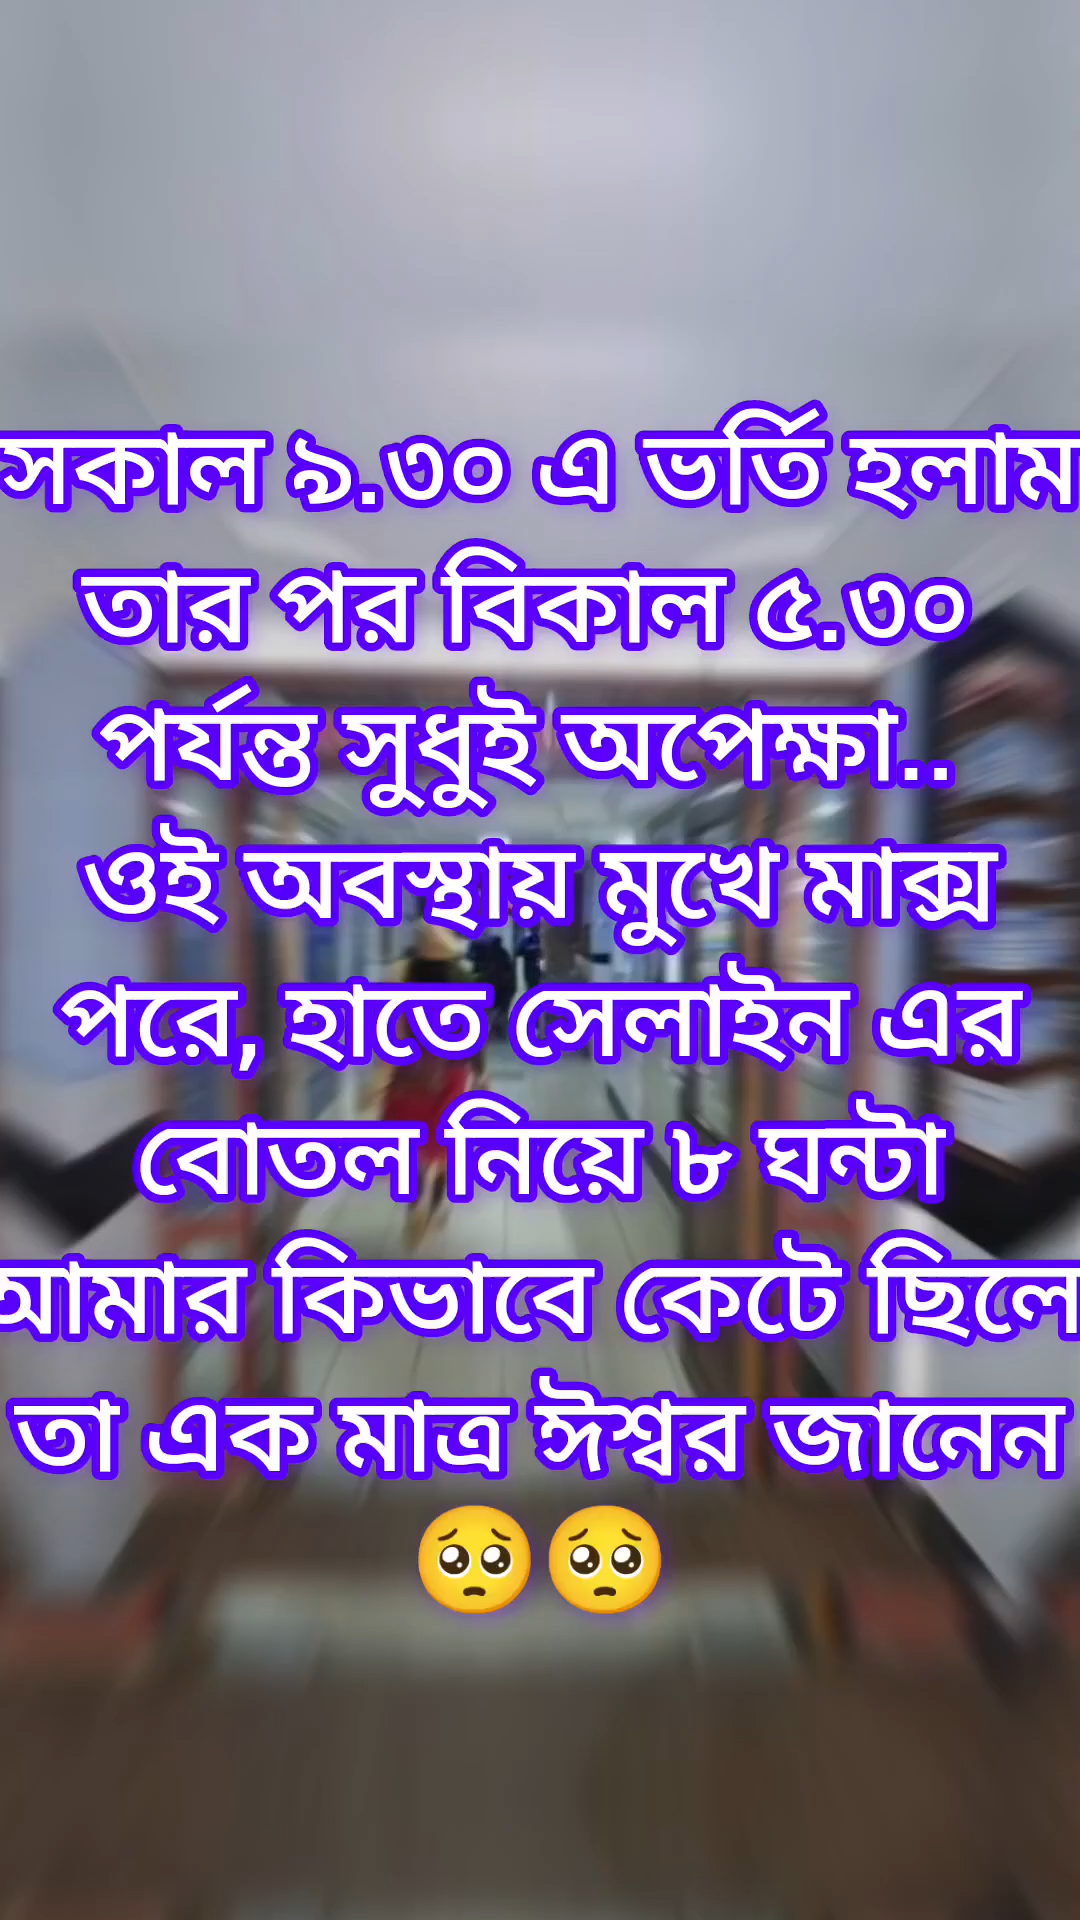 সকাল ৯.৩০ এ ভর্তি হলাম
তার পর বিকাল ৫.৩০
পর্যন্ত সুধুই অপেক্ষা..
ওই অবস্থায় মুখে মাক্স
পরে, হাতে সেলাইন এর
বোতল নিয়ে ৮ ঘন্টা
আমার কিভাবে কেটে ছিলে
তা এক মাত্র ঈশ্বর জানেন
🥺🥺